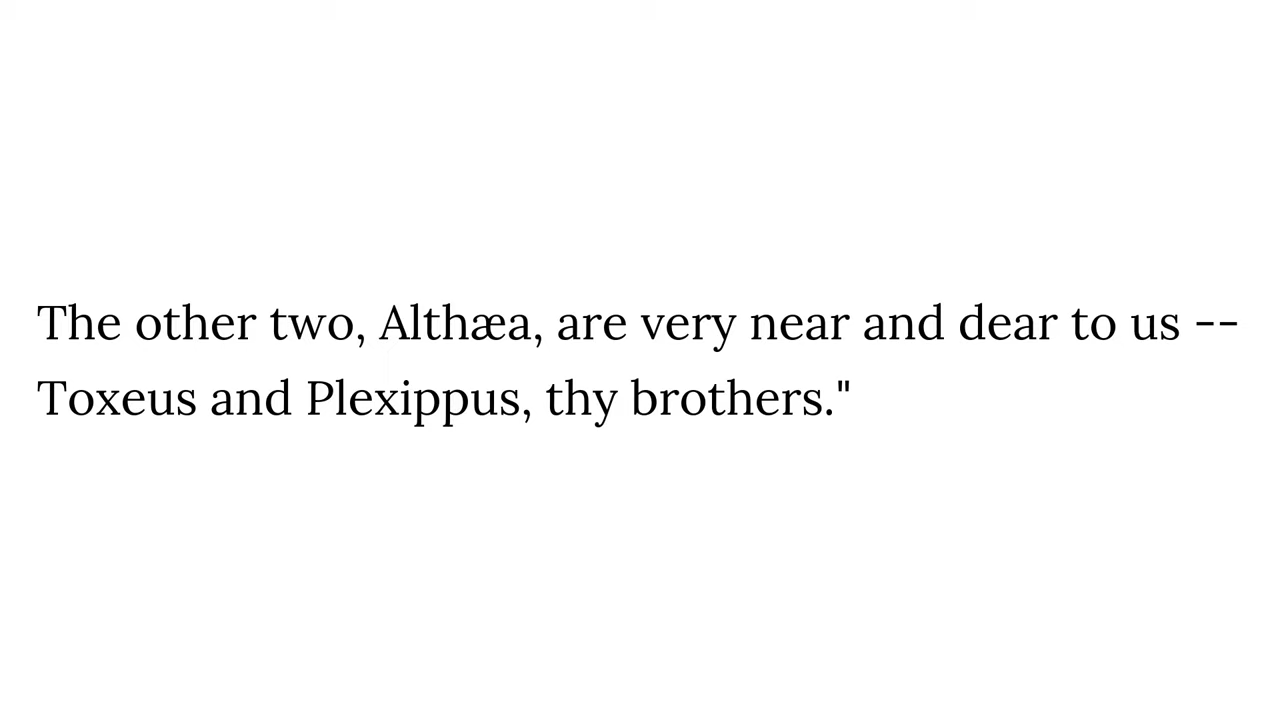 The other two, Althæa, are very near and dear to us --
Toxeus and Plexippus, thy brothers."